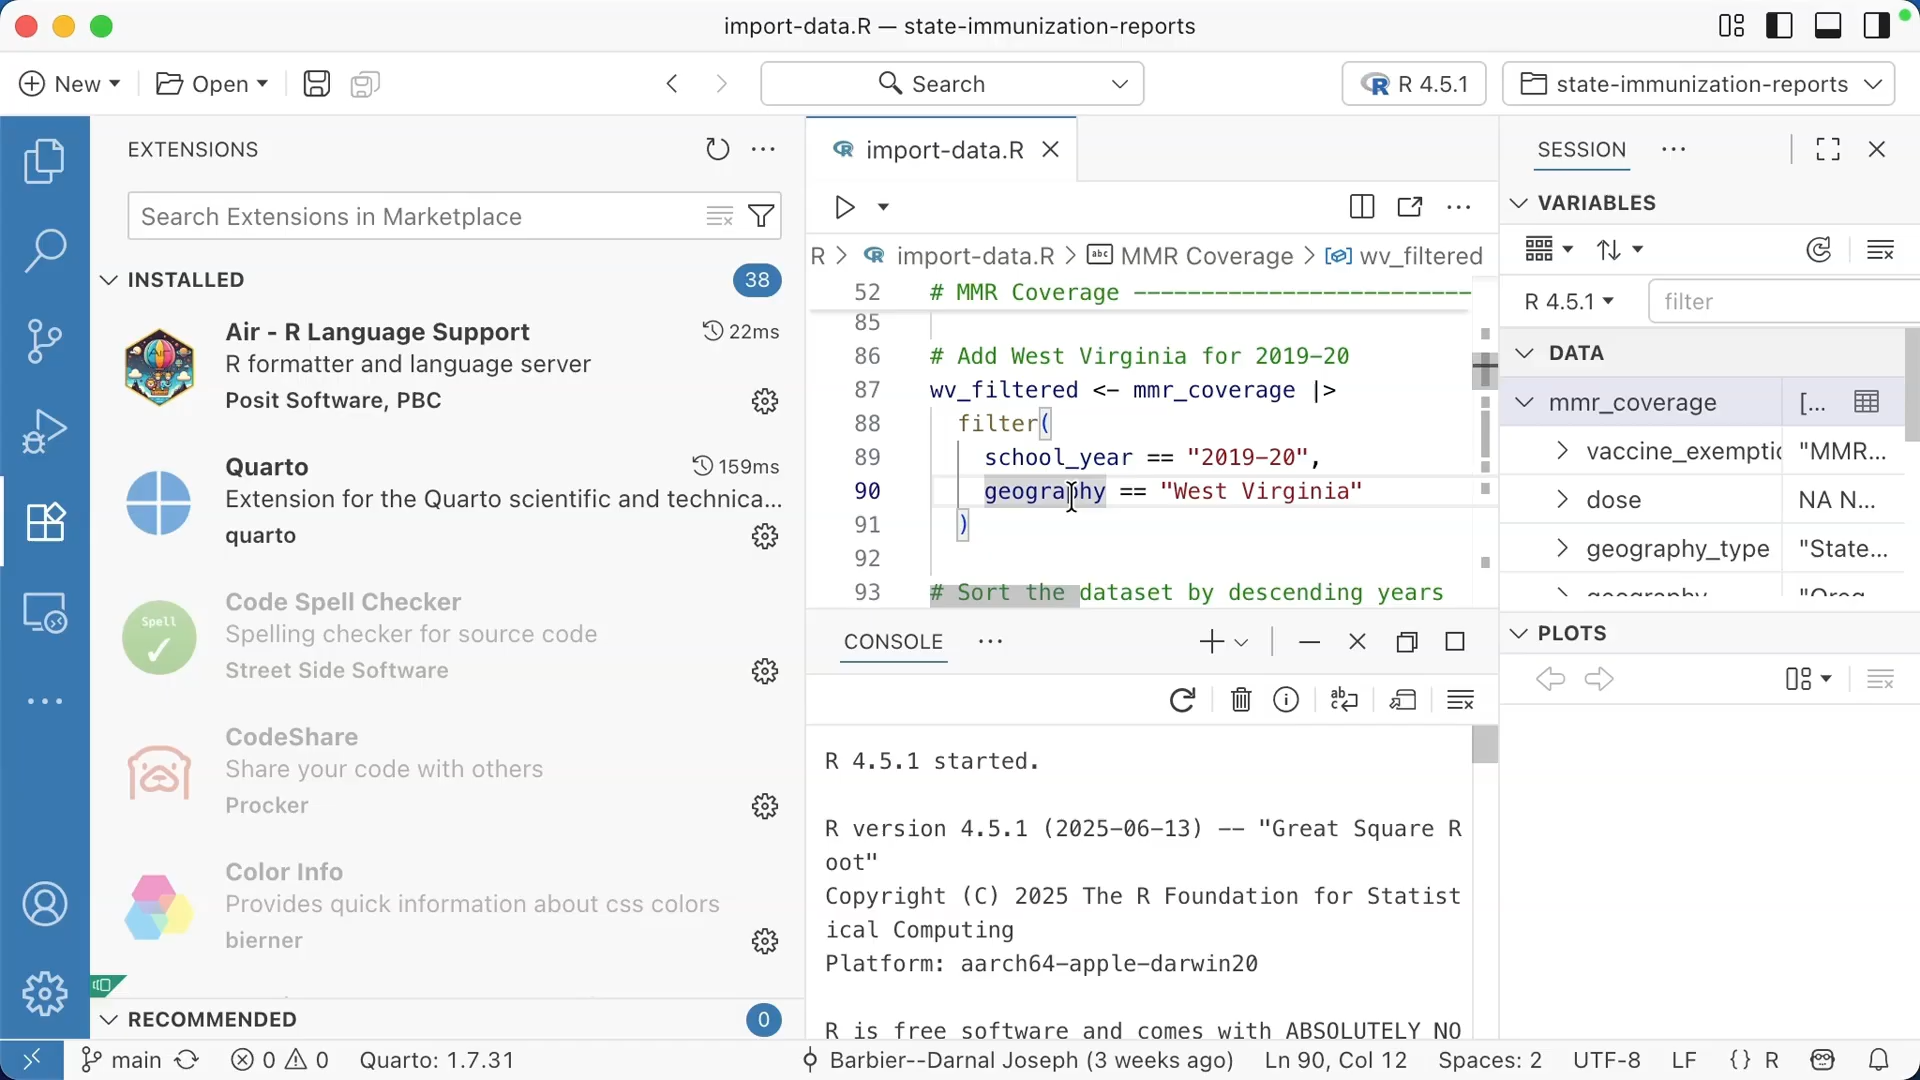 import-data.R — state-immunization-reports
New
Open
Search
R 4.5.1
state-immunization-reports
EXTENSIONS
Search Extensions in Marketplace
INSTALLED
38
Air - R Language Support
22ms
R formatter and language server
Posit Software, PBC
Quarto
159ms
Extension for the Quarto scientific and technica...
quarto
Spell
Code Spell Checker
Spelling checker for source code
Street Side Software
CodeShare
Share your code with others
Procker
Color Info
Provides quick information about css colors
bierner
RECOMMENDED
0
import-data.R
R > import-data.R > MMR Coverage > wv_filtered
52 # MMR Coverage -------------------------
85
86 # Add West Virginia for 2019-20
87 wv_filtered <- mmr_coverage |>
88 filter(
89 school_year == "2019-20",
90 geography == "West Virginia"
91 )
92
93 # Sort the dataset by descending years
CONSOLE
R 4.5.1 started.
R version 4.5.1 (2025-06-13) -- "Great Square R
oot"
Copyright (C) 2025 The R Foundation for Statist
ical Computing
Platform: aarch64-apple-darwin20
R is free software and comes with ABSOLUTELY NO
SESSION
VARIABLES
R 4.5.1
filter
DATA
mmr_coverage [...
vaccine_exemptic "MMR...
dose NA N...
geography_type "State...
geography "Oreg
PLOTS
main
0
0
Quarto: 1.7.31
Barbier--Darnal Joseph (3 weeks ago)
Ln 90, Col 12
Spaces: 2
UTF-8
LF
{} R